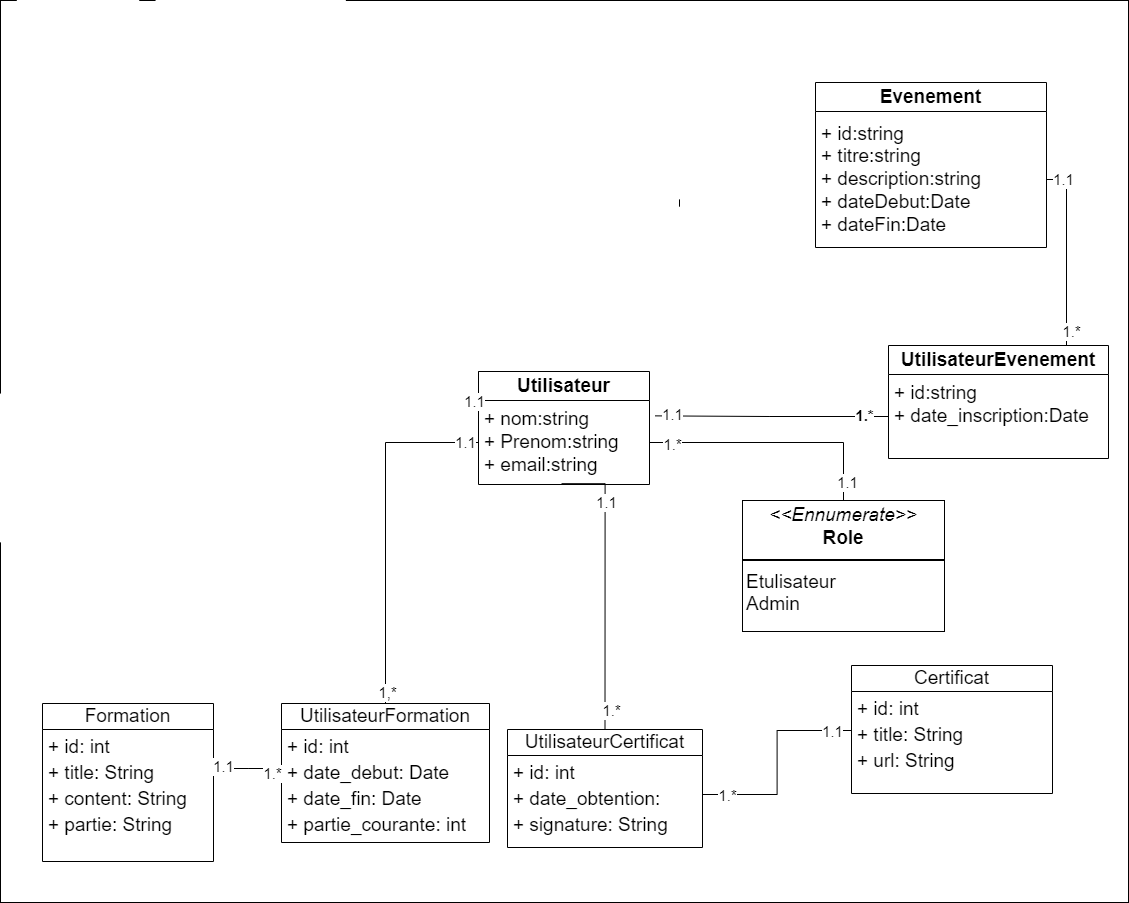 Evenement
+ id:string
+ titre:string
+ description:string
+ dateDebut:Date
+ dateFin:Date
1.1
1.*
UtilisateurEvenement
+ id:string
+ date_inscription:Date
Utilisateur
+ nom:string
+ Prenom:string
+ email:string
1.1
1.1
1.*
1.1
1.*
1.1
1.1
<<Ennumerate>>
Role
Etulisateur
Admin
1,*
1.*
Formation
+ id: int
+ title: String
+ content: String
+ partie: String
1.1
1.*
UtilisateurFormation
+ id: int
+ date_debut: Date
+ date_fin: Date
+ partie_courante: int
UtilisateurCertificat
+ id: int
+ date_obtention:
+ signature: String
1.*
1.1
Certificat
+ id: int
+ title: String
+ url: String